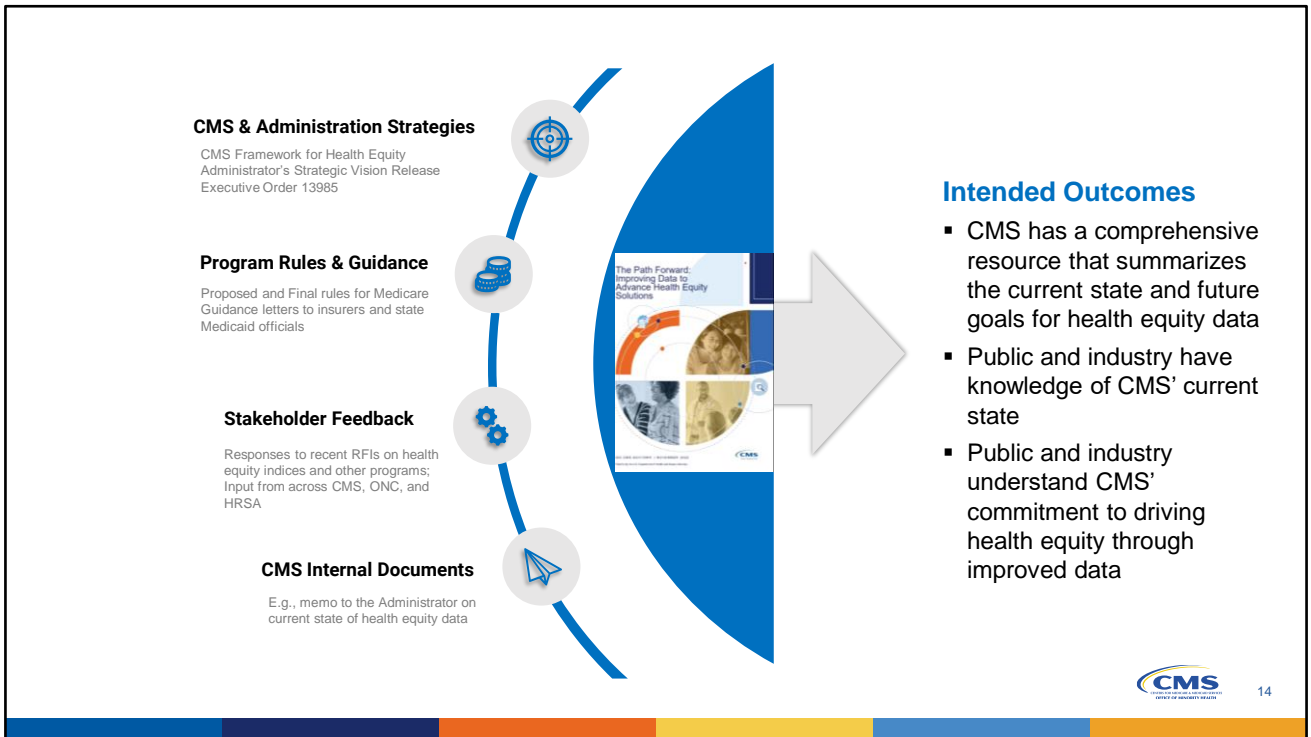 CMS & Administration Strategies
CMS Framework for Health Equity
Administrator's Strategic Vision Release
Executive Order 13985
Program Rules & Guidance
Proposed and Final rules for Medicare
Guidance letters to insurers and state
Medicaid officials
Stakeholder Feedback
Responses to recent RFIs on health
equity indices and other programs;
Input from across CMS, ONC, and
HRSA
CMS Internal Documents
E.g., memo to the Administrator on
current state of health equity data
The Path Forward:
Improving Data to
Advance Health Equity
Solutions
CMS
Intended Outcomes
▪ CMS has a comprehensive
resource that summarizes
the current state and future
goals for health equity data
▪ Public and industry have
knowledge of CMS' current
state
▪ Public and industry
understand CMS'
commitment to driving
health equity through
improved data
CMS
CENTERS FOR MEDICARE & MEDICAID SERVICES
OFFICE OF MINORITY HEALTH
14